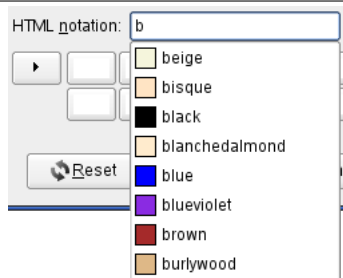 HTML notation: b
beige
bisque
black
blanchedalmond
blue
blueviolet
brown
burlywood
Reset